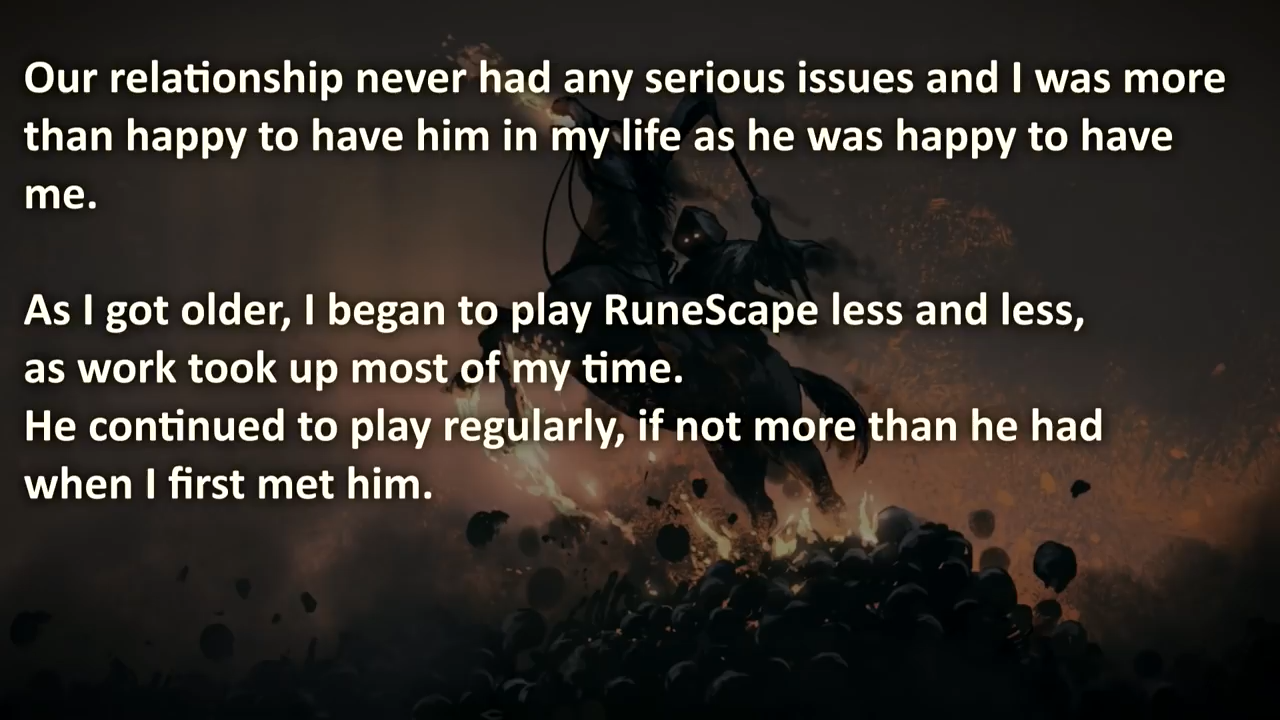 Our relationship never had any serious issues and I was more
than happy to have him in my life as he was happy to have
me.
As I got older, I began to play RuneScape less and less,
as work took up most of my time.
He continued to play regularly, if not more than he had
when I first met him.